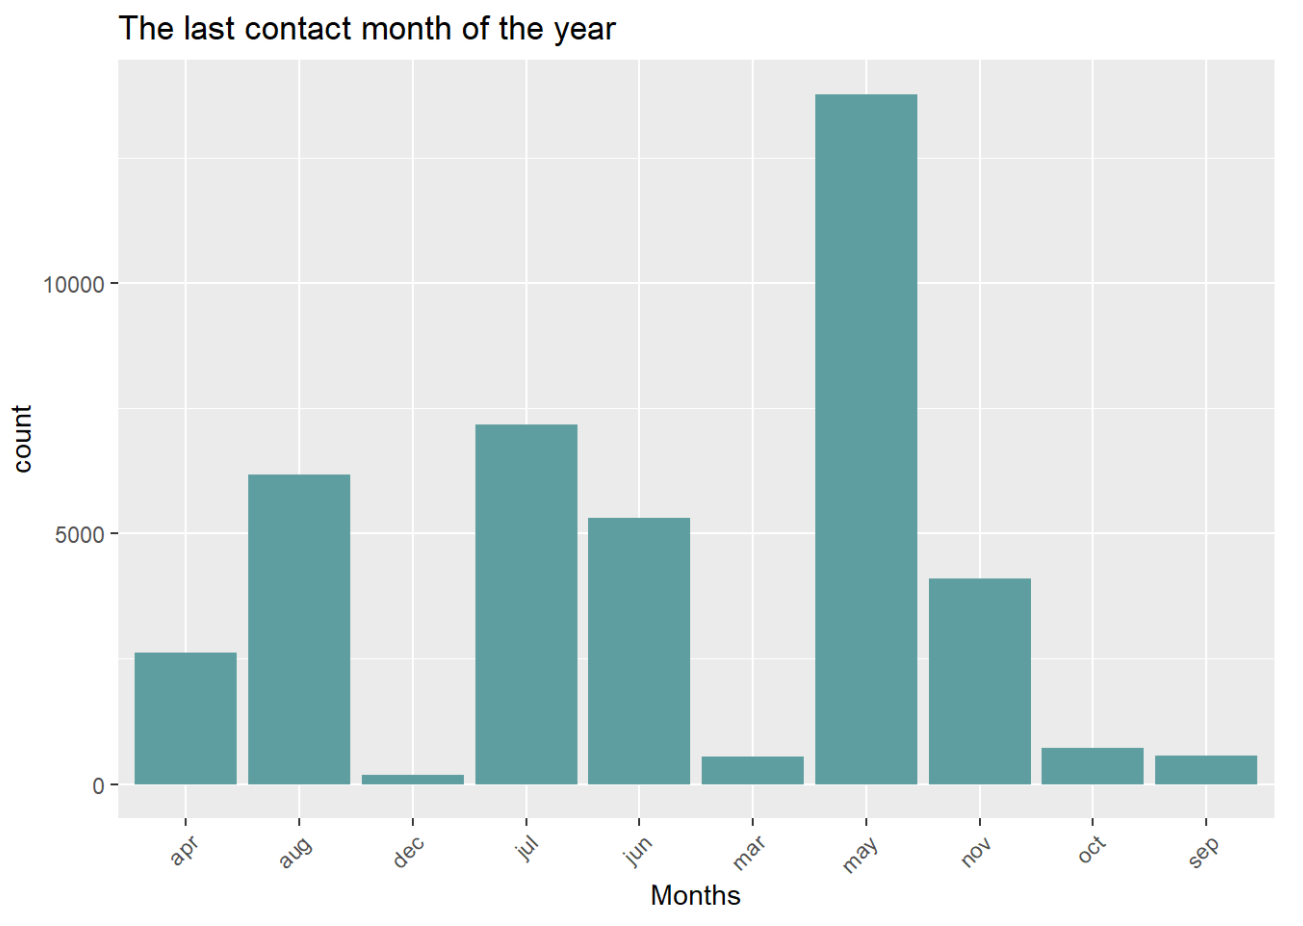 The last contact month of the year
count
10000
5000
0
apr
aug
dec
jul
jun
mar
may
nov
oct
sep
Months